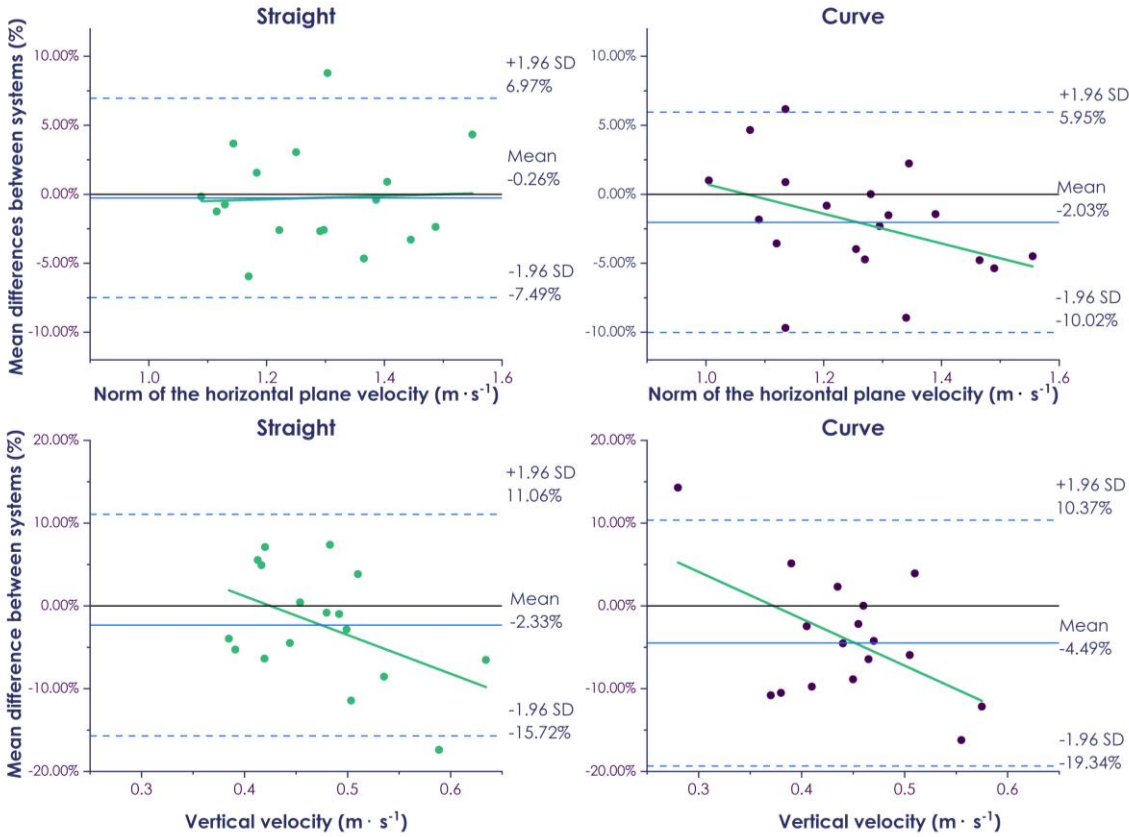 Straight
Mean differences between systems (%)
10.00%
5.00%
0.00%
-5.00%
-10.00%
+1.96 SD
6.97%
Mean
-0.26%
-1.96 SD
-7.49%
1.0
1.2
1.4
1.6
Norm of the horizontal plane velocity (m · s-1)
Curve
10.00%
5.00%
0.00%
-5.00%
-10.00%
+1.96 SD
5.95%
Mean
-2.03%
-1.96 SD
-10.02%
1.0
1.2
1.4
1.6
Norm of the horizontal plane velocity (m · s-1)
Straight
Mean difference between systems (%)
20.00%
10.00%
0.00%
-10.00%
-20.00%
+1.96 SD
11.06%
Mean
-2.33%
-1.96 SD
-15.72%
0.3
0.4
0.5
0.6
Vertical velocity (m · s-1)
Curve
20.00%
10.00%
0.00%
-10.00%
-20.00%
+1.96 SD
10.37%
Mean
-4.49%
-1.96 SD
-19.34%
0.3
0.4
0.5
0.6
Vertical velocity (m · s-1)